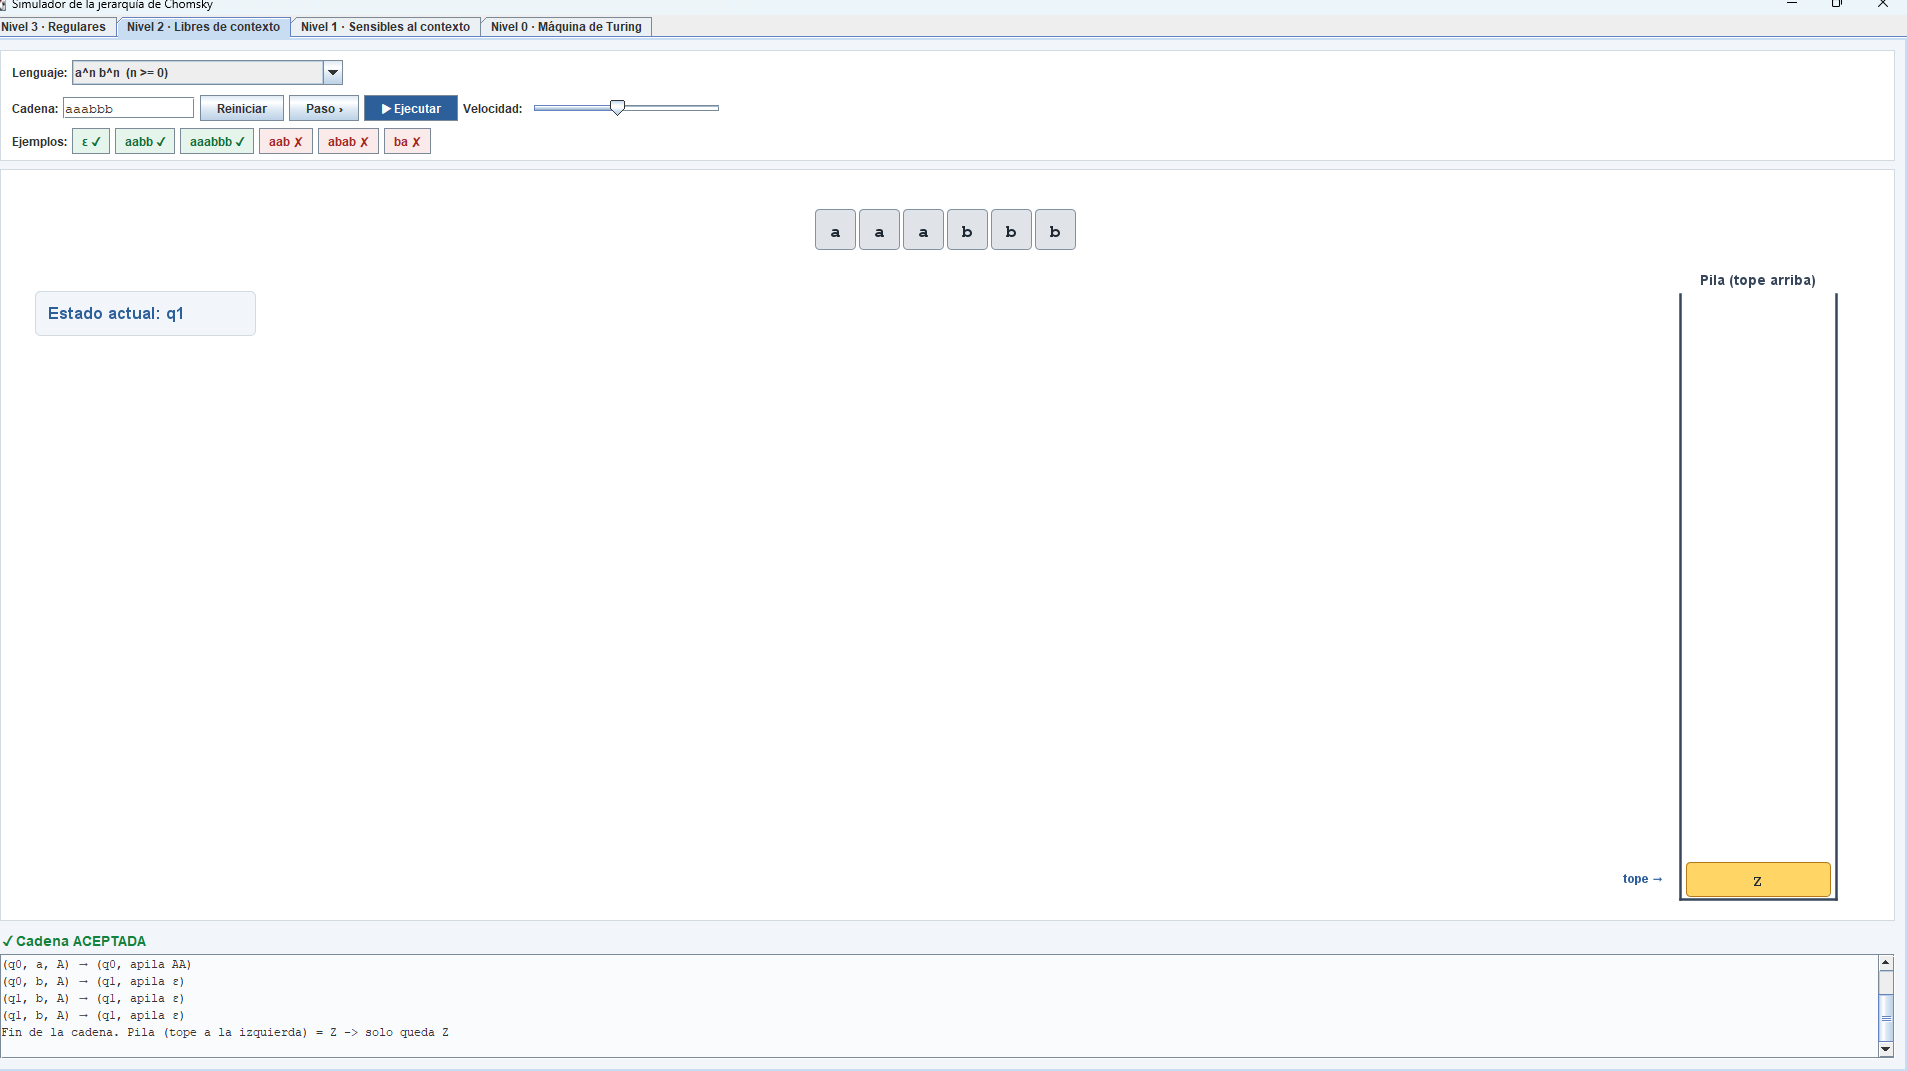 Simulador de la jerarquía de Chomsky
Nivel 3 · Regulares Nivel 2 · Libres de contexto Nivel 1 · Sensibles al contexto Nivel 0 · Máquina de Turing
Lenguaje: a^n b^n (n >= 0)
Cadena: aaabbb Reiniciar Paso › ▶ Ejecutar Velocidad:
Ejemplos: ε ✓ aabb ✓ aaabbb ✓ aab ✗ abab ✗ ba ✗
a a a b b b
Pila (tope arriba)
Estado actual: q1
tope → Z
✓ Cadena ACEPTADA
(q0, a, A) → (q0, apila AA)
(q0, b, A) → (q1, apila ε)
(q1, b, A) → (q1, apila ε)
(q1, b, A) → (q1, apila ε)
Fin de la cadena. Pila (tope a la izquierda) = Z -> solo queda Z